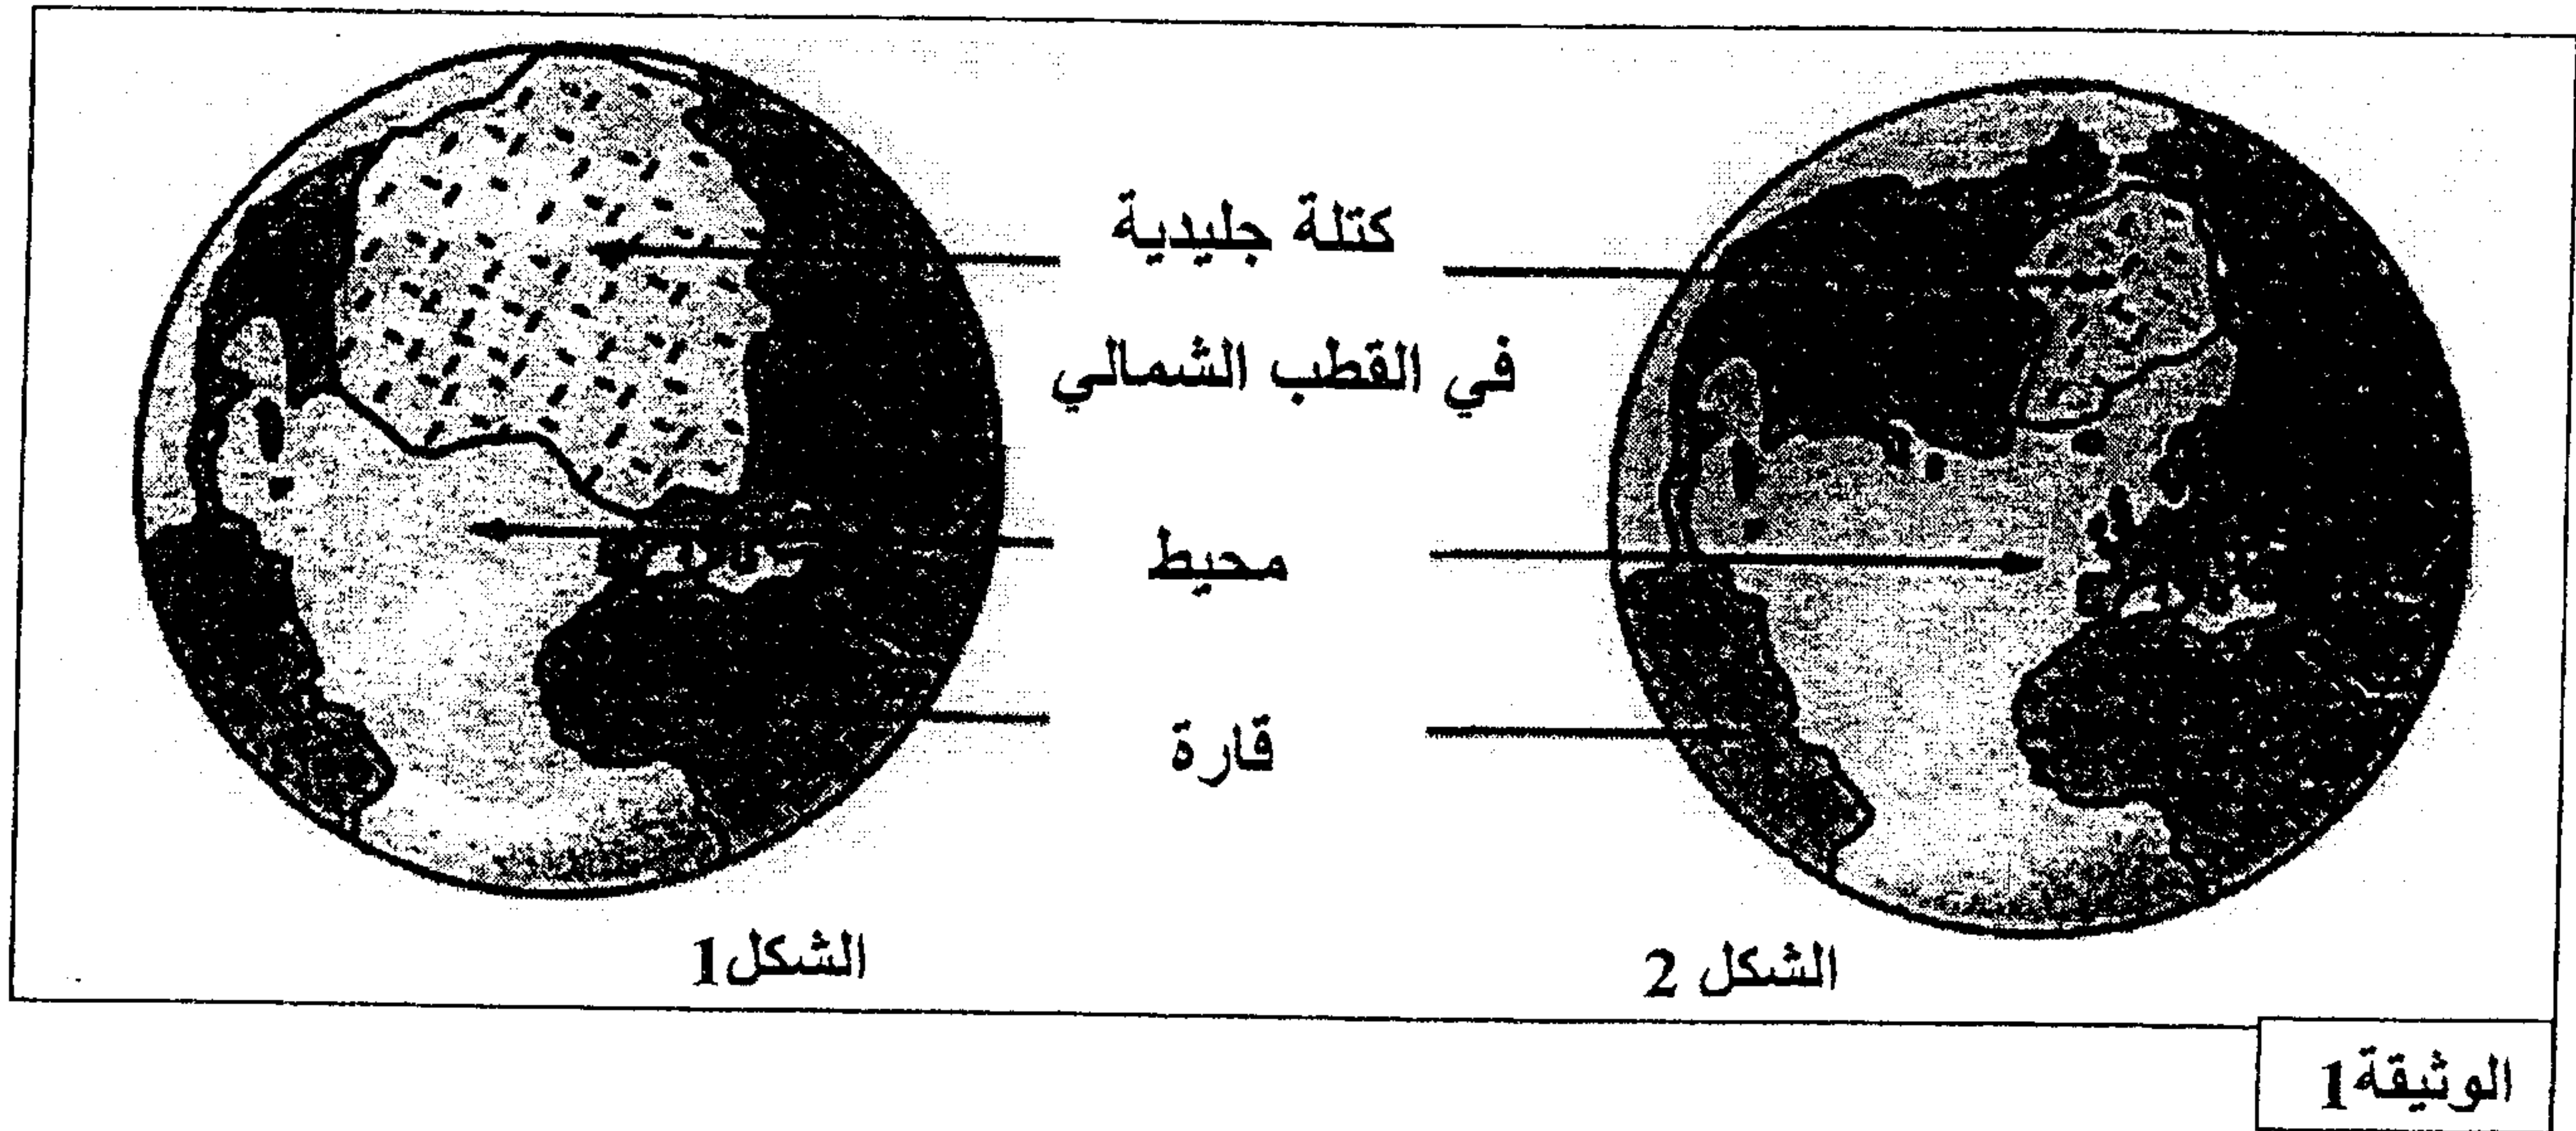 كتلة جليدية
في القطب الشمالي
محيط
قارة
الشكل1
الشكل 2
الوثيقة1